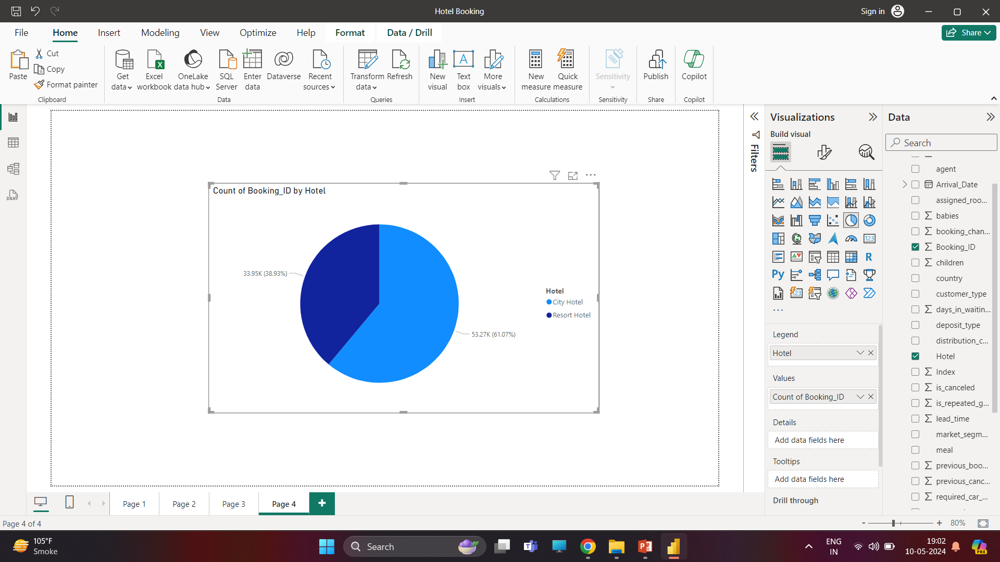 Hotel Booking
Sign in
File
Home
Insert
Modeling
View
Optimize
Help
Format
Data / Drill
Share
Paste
Cut
Copy
Format painter
Clipboard
Get
data
Excel
workbook
OneLake
data hub
SQL
Server
Enter
data
Dataverse
Recent
sources
Data
Transform
data
Refresh
Queries
New
visual
A
Text
box
More
visuals
Insert
New
measure
Quick
measure
Calculations
Sensitivity
Sensitivity
Publish
Share
Copilot
Copilot
DAX
Count of Booking_ID by Hotel
33.95K (38.93%)
53.27K (61.07%)
Hotel
City Hotel
Resort Hotel
Filters
Visualizations
Build visual
123
R
Py
123
...
Legend
Hotel
Values
Count of Booking_ID
Details
Add data fields here
Tooltips
Add data fields here
Drill through
Data
Search
agent
Arrival_Date
assigned_roo...
babies
booking_chan...
Booking_ID
children
country
customer_type
days_in_waitin...
deposit_type
distribution_c...
Hotel
Index
is_canceled
is_repeated_g...
lead_time
market_segm...
meal
previous_boo...
previous_canc...
required_car_...
Page 1
Page 2
Page 3
Page 4
+
Page 4 of 4
- + 80%
105°F
Smoke
Search
ENG
IN
19:02
10-05-2024
PRE